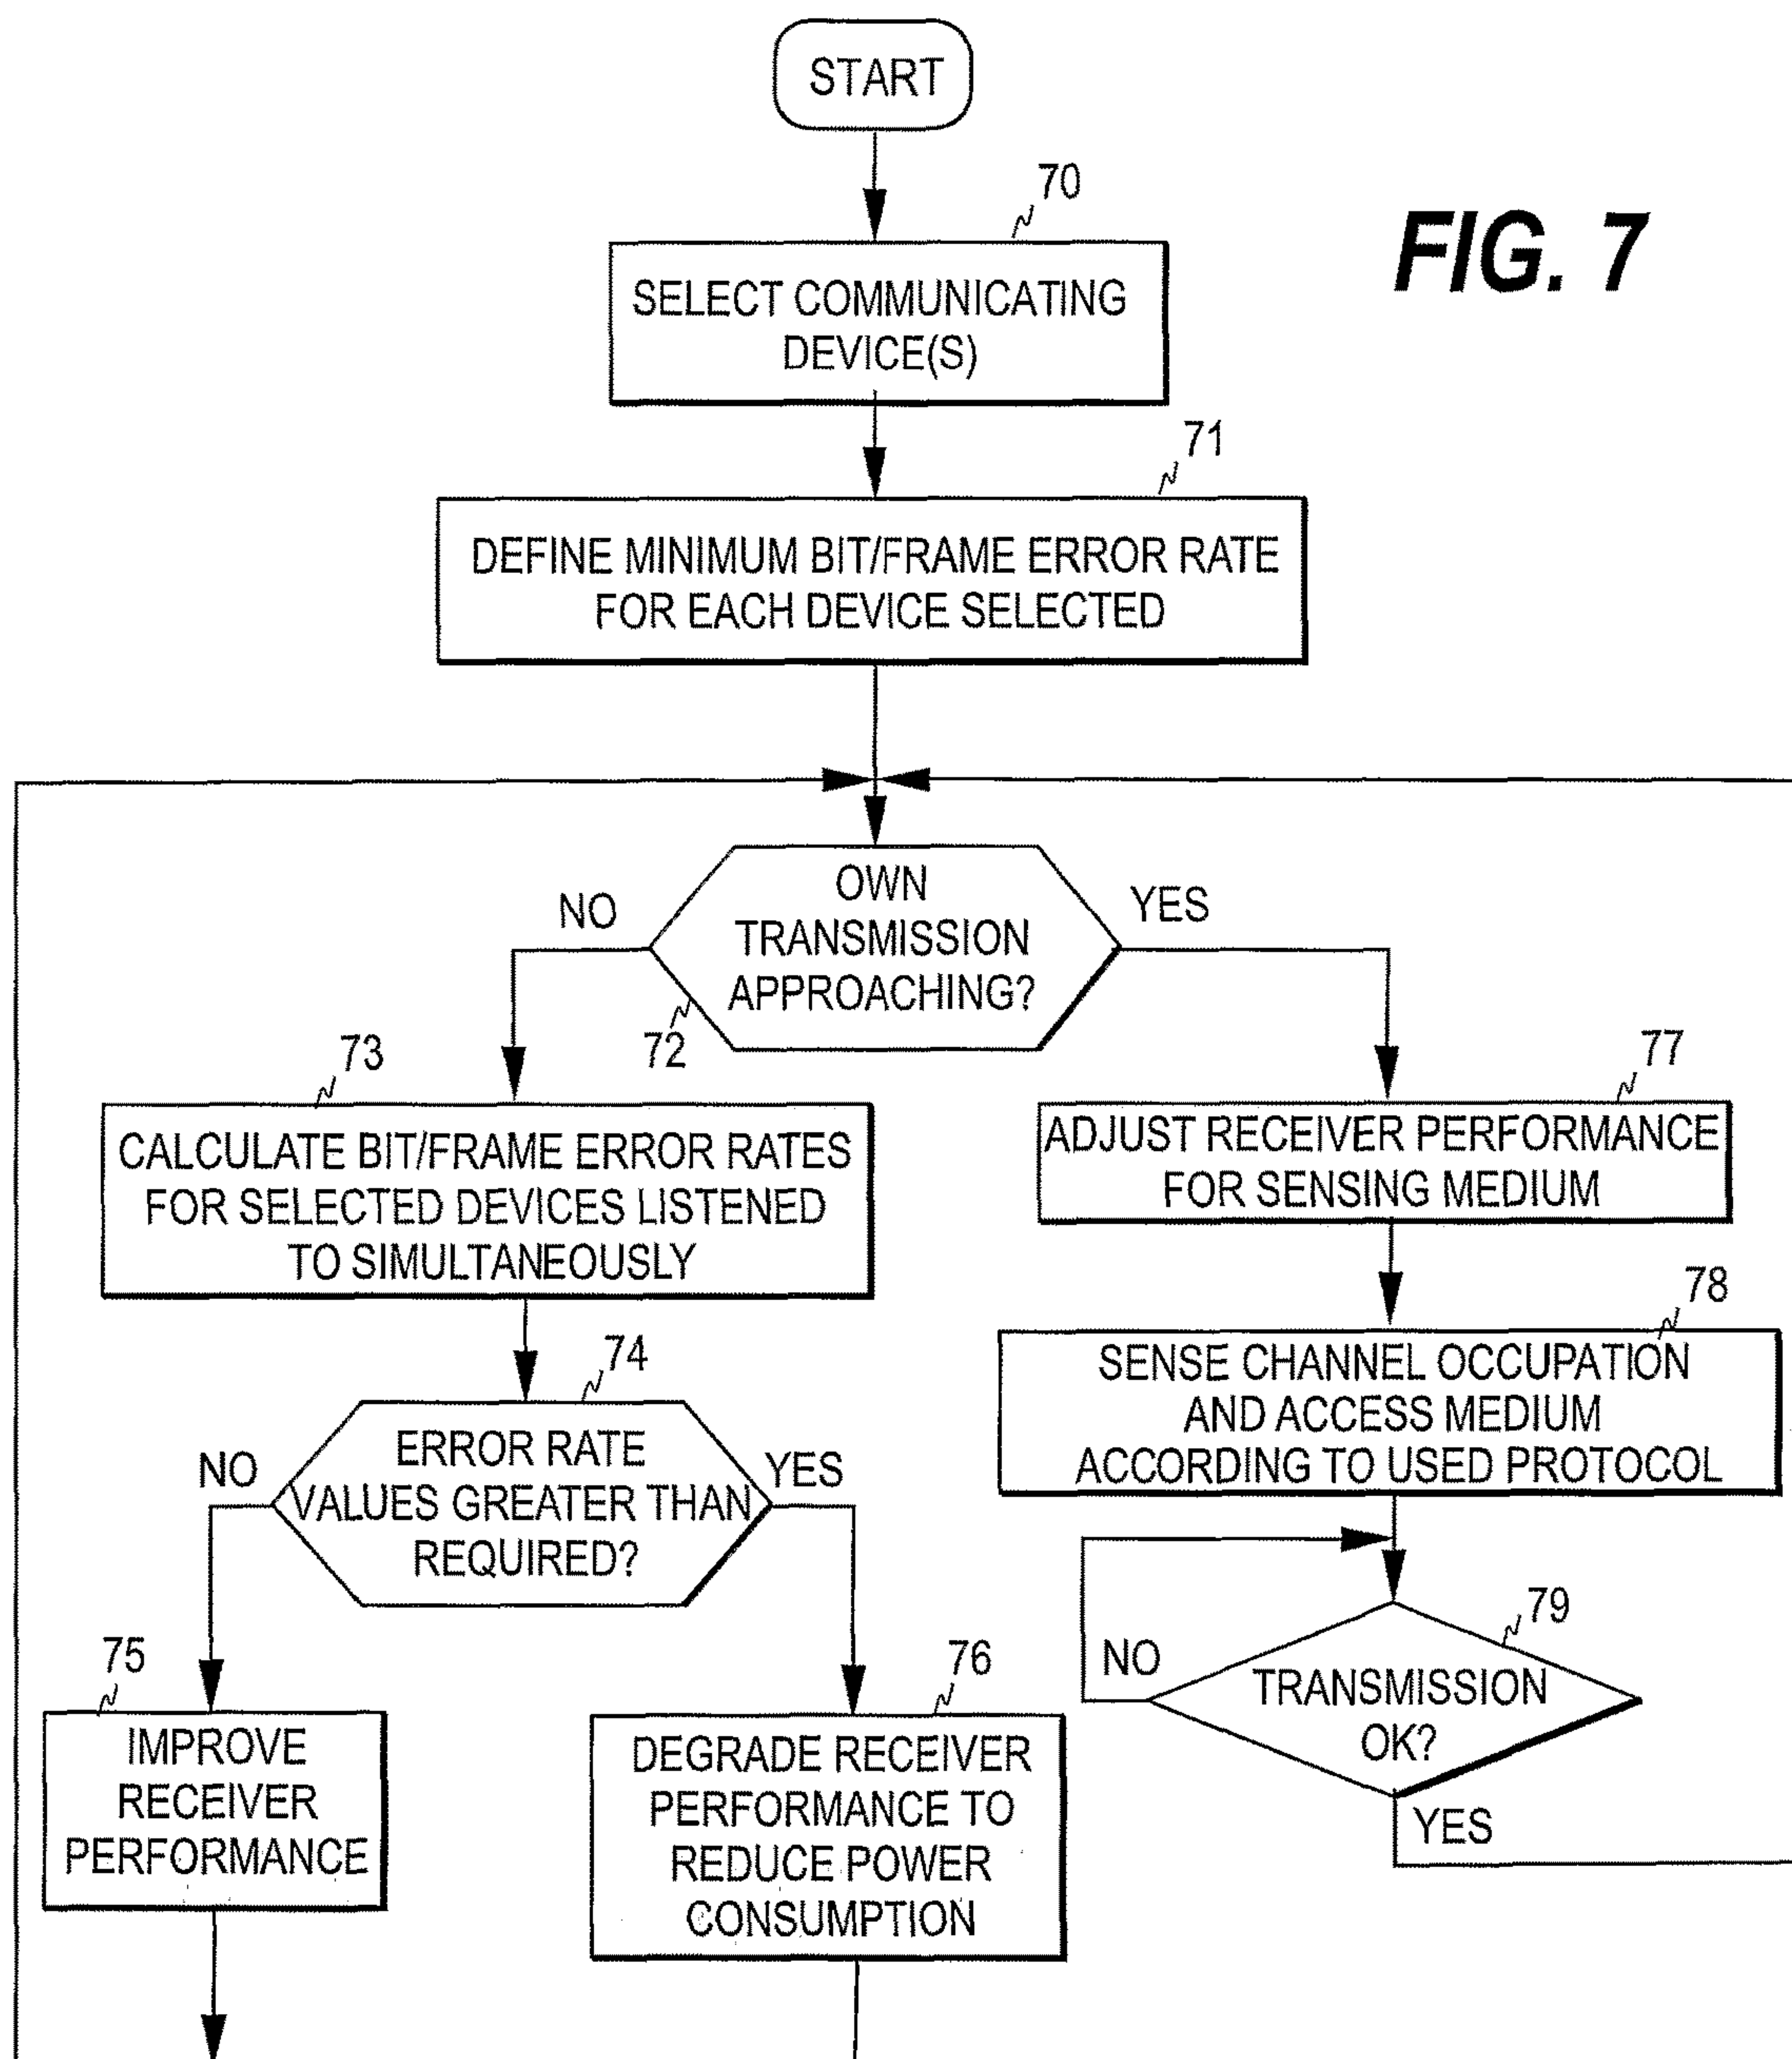 START
70
FIG. 7
SELECT COMMUNICATING
DEVICE(S)
71
DEFINE MINIMUM BIT/FRAME ERROR RATE
FOR EACH DEVICE SELECTED
OWN
TRANSMISSION
APPROACHING?
NO
YES
72
73
CALCULATE BIT/FRAME ERROR RATES
FOR SELECTED DEVICES LISTENED
TO SIMULTANEOUSLY
77
ADJUST RECEIVER PERFORMANCE
FOR SENSING MEDIUM
74
ERROR RATE
VALUES GREATER THAN
REQUIRED?
NO
YES
78
SENSE CHANNEL OCCUPATION
AND ACCESS MEDIUM
ACCORDING TO USED PROTOCOL
75
IMPROVE
RECEIVER
PERFORMANCE
76
DEGRADE RECEIVER
PERFORMANCE TO
REDUCE POWER
CONSUMPTION
79
NO
TRANSMISSION
OK?
YES